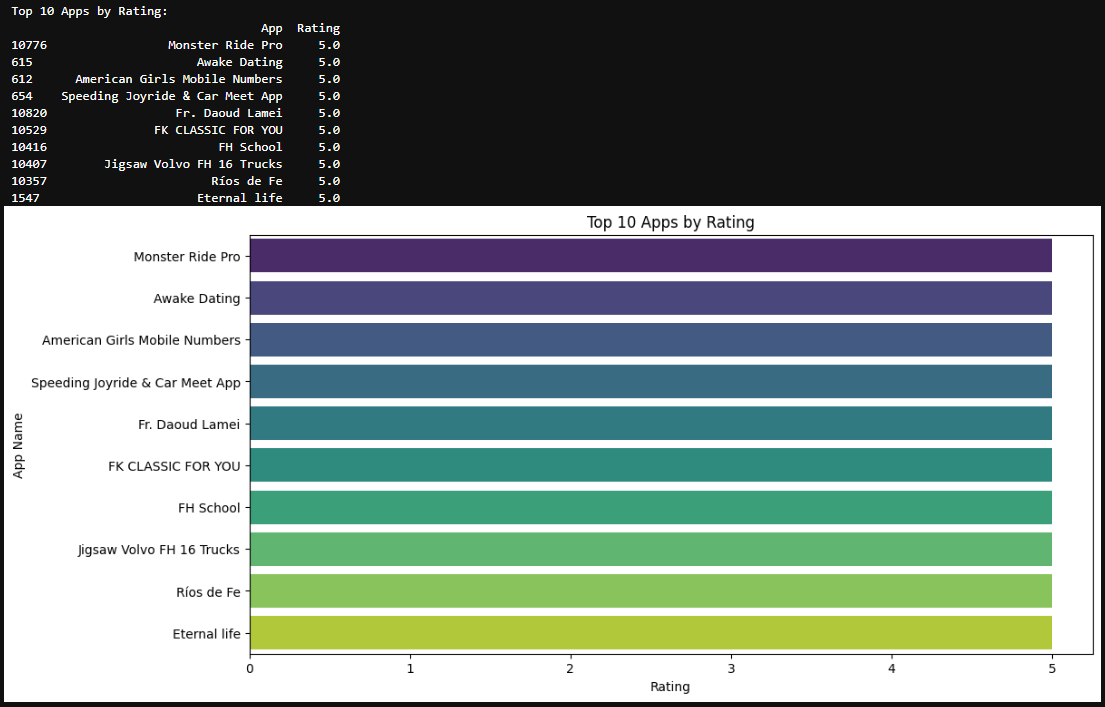 Top 10 Apps by Rating:
App Rating
10776 Monster Ride Pro 5.0
615 Awake Dating 5.0
612 American Girls Mobile Numbers 5.0
654 Speeding Joyride & Car Meet App 5.0
10820 Fr. Daoud Lamei 5.0
10529 FK CLASSIC FOR YOU 5.0
10416 FH School 5.0
10407 Jigsaw Volvo FH 16 Trucks 5.0
10357 Ríos de Fe 5.0
1547 Eternal life 5.0
Top 10 Apps by Rating
App Name
Monster Ride Pro
Awake Dating
American Girls Mobile Numbers
Speeding Joyride & Car Meet App
Fr. Daoud Lamei
FK CLASSIC FOR YOU
FH School
Jigsaw Volvo FH 16 Trucks
Ríos de Fe
Eternal life
0 1 2 3 4 5
Rating